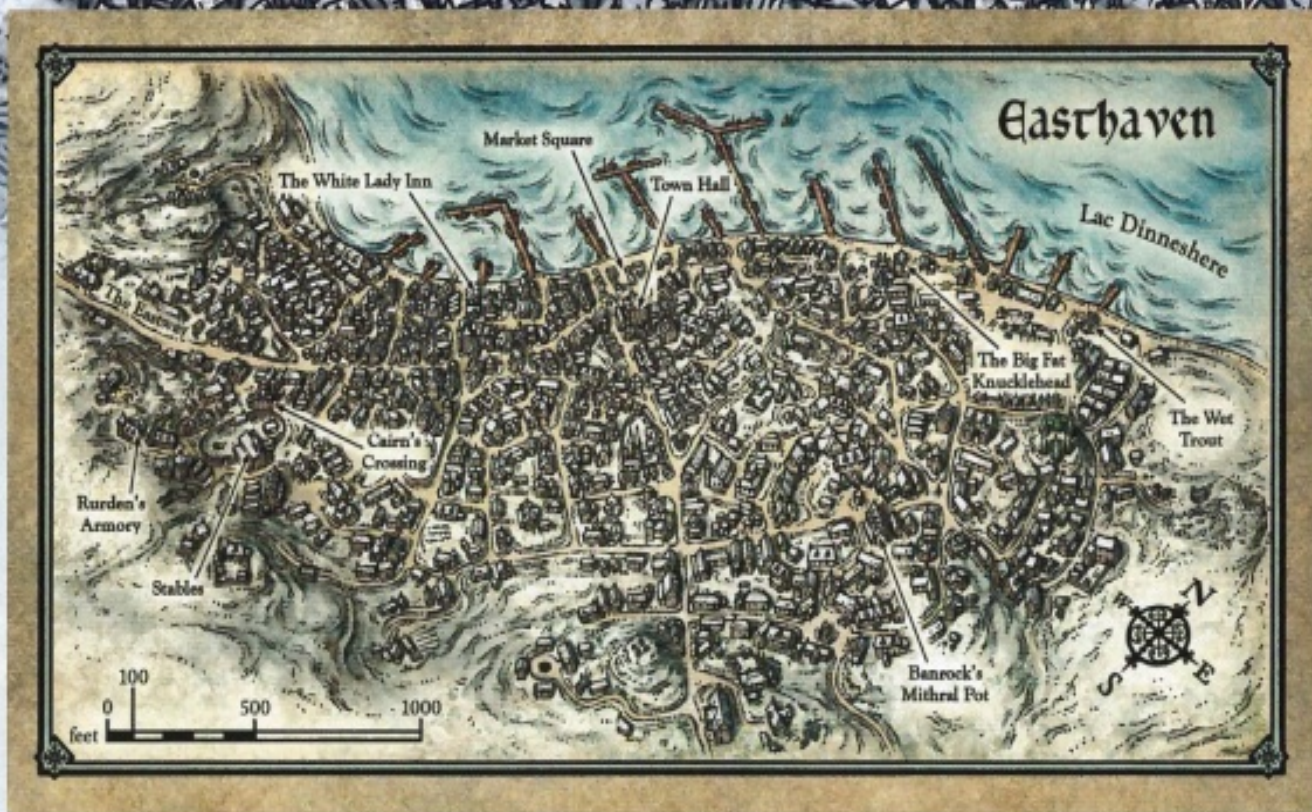 Easthaven
Market Square
The White Lady Inn
Town Hall
Lac Dinneshere
The Eastway
The Big Fat
Knucklehead
The Wet
Trout
Cairn's
Crossing
Rurden's
Armory
Stables
Banrock's
Mithral Pot
N
W
E
S
100
0
500
1000
feet